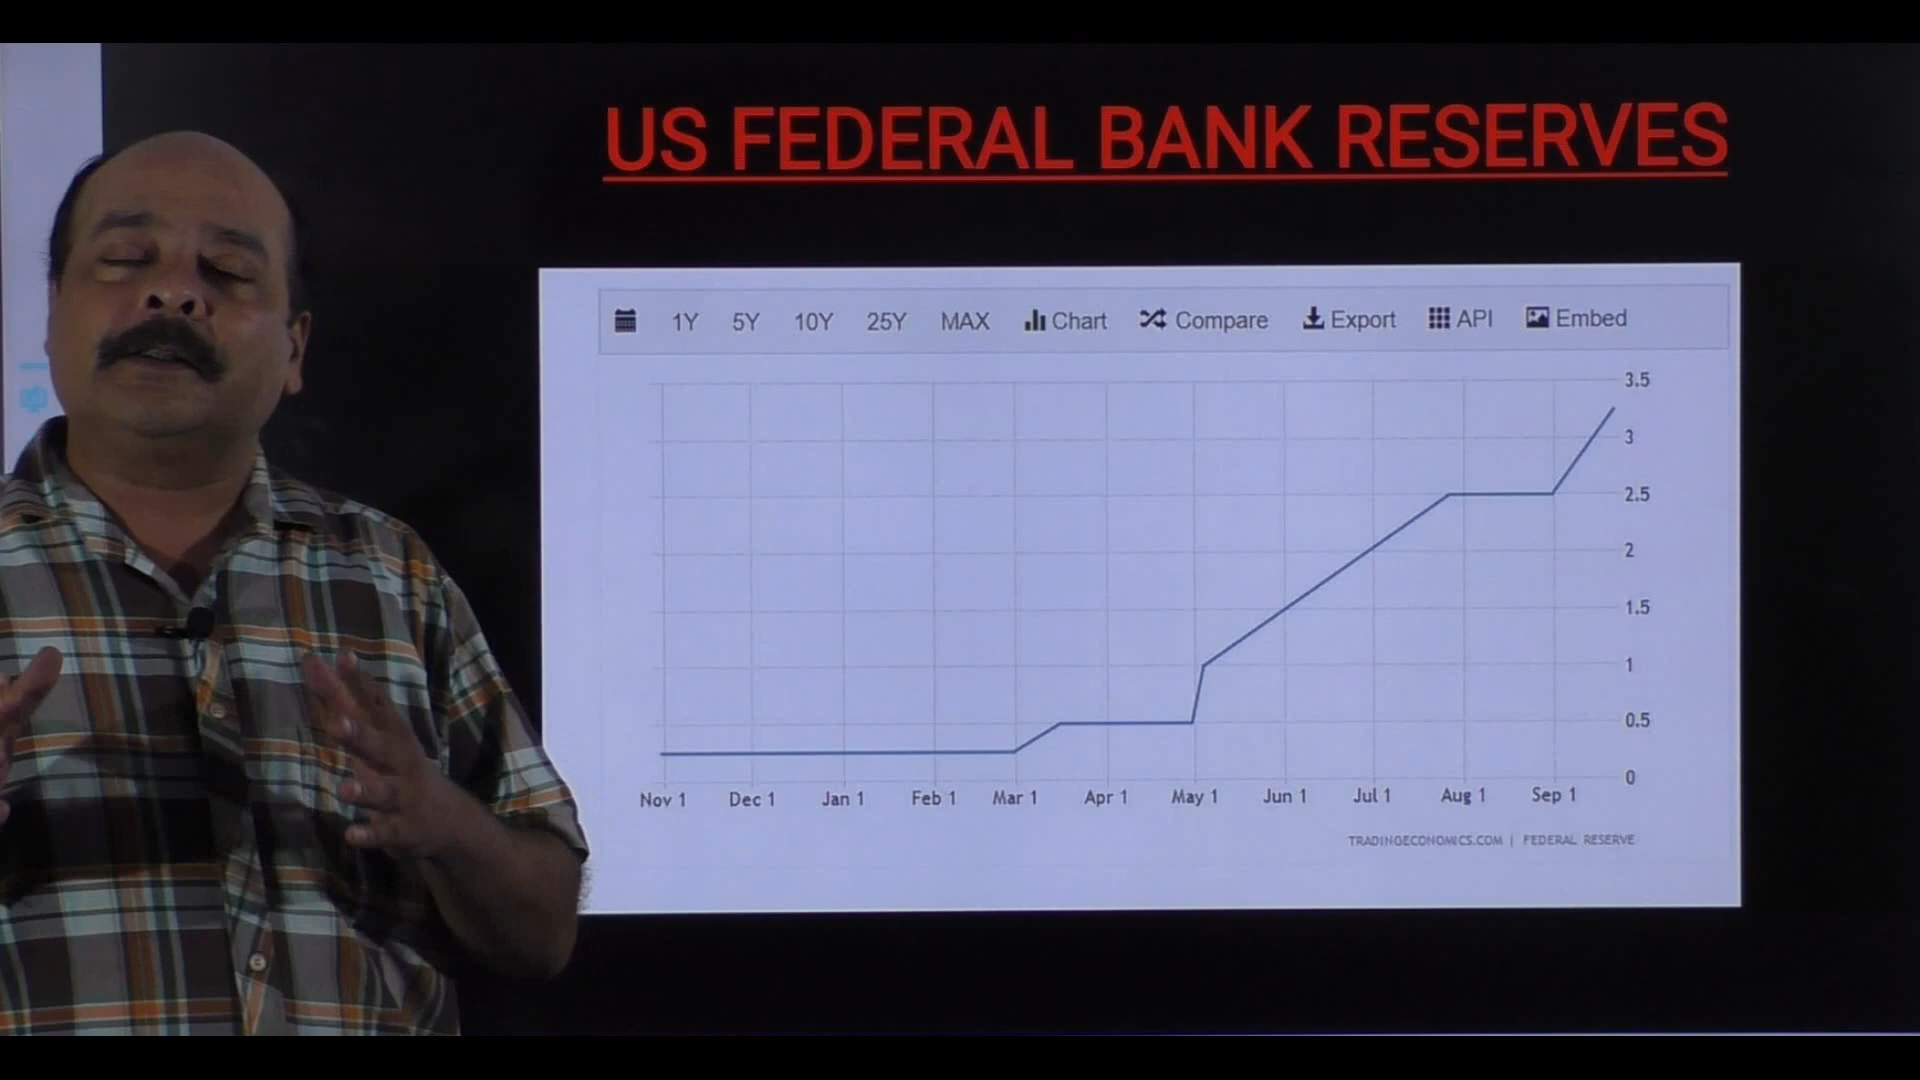 US FEDERAL BANK RESERVES
1Y 5Y 10Y 25Y MAX Chart Compare Export API Embed
3.5
3
2.5
2
1.5
1
0.5
0
Nov 1 Dec 1 Jan 1 Feb 1 Mar 1 Apr 1 May 1 Jun 1 Jul 1 Aug 1 Sep 1
TRADINGECONOMICS.COM | FEDERAL RESERVE